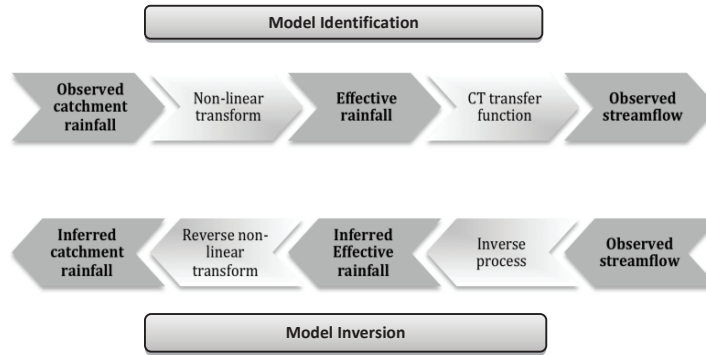 Model Identification
Observed
catchment
rainfall
Non-linear
transform
Effective
rainfall
CT transfer
function
Observed
streamflow
Inferred
catchment
rainfall
Reverse non-
linear
transform
Inferred
Effective
rainfall
Inverse
process
Observed
streamflow
Model Inversion